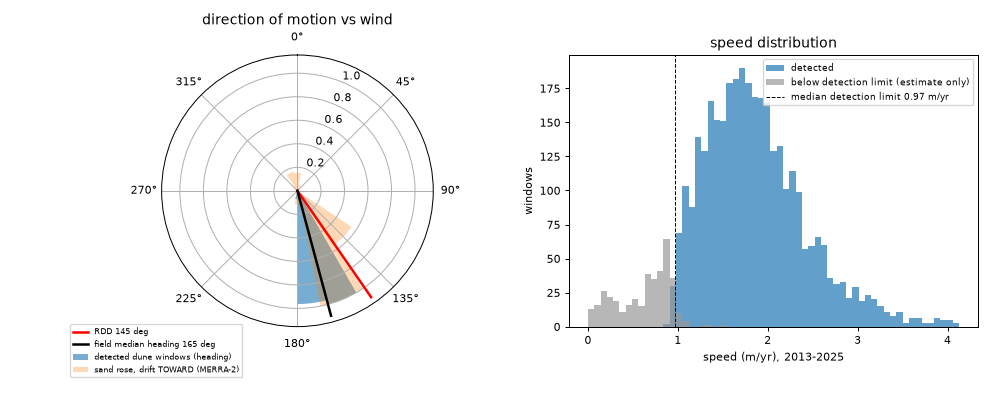 direction of motion vs wind
0°
45°
90°
135°
180°
225°
270°
315°
0.2
0.4
0.6
0.8
1.0
RDD 145 deg
field median heading 165 deg
detected dune windows (heading)
sand rose, drift TOWARD (MERRA-2)
speed distribution
detected
below detection limit (estimate only)
median detection limit 0.97 m/yr
windows
175
150
125
100
75
50
25
0
0
1
2
3
4
speed (m/yr), 2013-2025